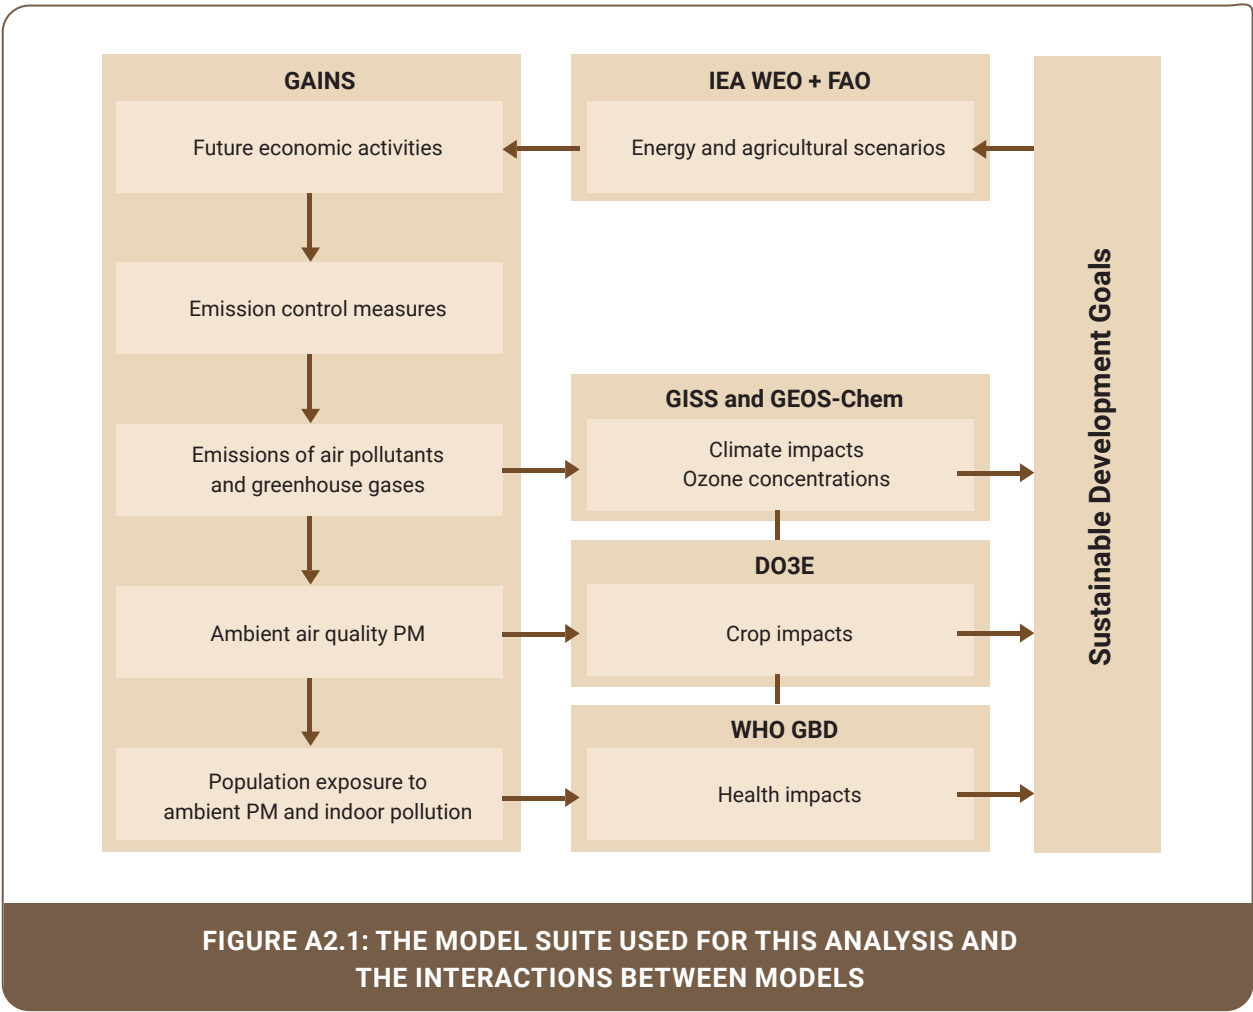 GAINS
Future economic activities
Emission control measures
Emissions of air pollutants
and greenhouse gases
Ambient air quality PM
Population exposure to
ambient PM and indoor pollution
IEA WEO + FAO
Energy and agricultural scenarios
GISS and GEOS-Chem
Climate impacts
Ozone concentrations
DO3E
Crop impacts
WHO GBD
Health impacts
Sustainable Development Goals
FIGURE A2.1: THE MODEL SUITE USED FOR THIS ANALYSIS AND
THE INTERACTIONS BETWEEN MODELS